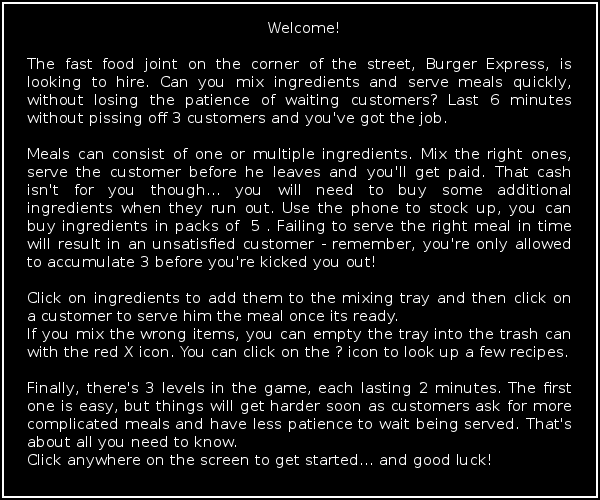 Welcome!
The fast food joint on the corner of the street, Burger Express, is
looking to hire. Can you mix ingredients and serve meals quickly,
without losing the patience of waiting customers? Last 6 minutes
without pissing off 3 customers and you've got the job.
Meals can consist of one or multiple ingredients. Mix the right ones,
serve the customer before he leaves and you'll get paid. That cash
isn't for you though... you will need to buy some additional
ingredients when they run out. Use the phone to stock up, you can
buy ingredients in packs of 5 . Failing to serve the right meal in time
will result in an unsatisfied customer - remember, you're only allowed
to accumulate 3 before you're kicked you out!
Click on ingredients to add them to the mixing tray and then click on
a customer to serve him the meal once its ready.
If you mix the wrong items, you can empty the tray into the trash can
with the red X icon. You can click on the ? icon to look up a few recipes.
Finally, there's 3 levels in the game, each lasting 2 minutes. The first
one is easy, but things will get harder soon as customers ask for more
complicated meals and have less patience to wait being served. That's
about all you need to know.
Click anywhere on the screen to get started... and good luck!